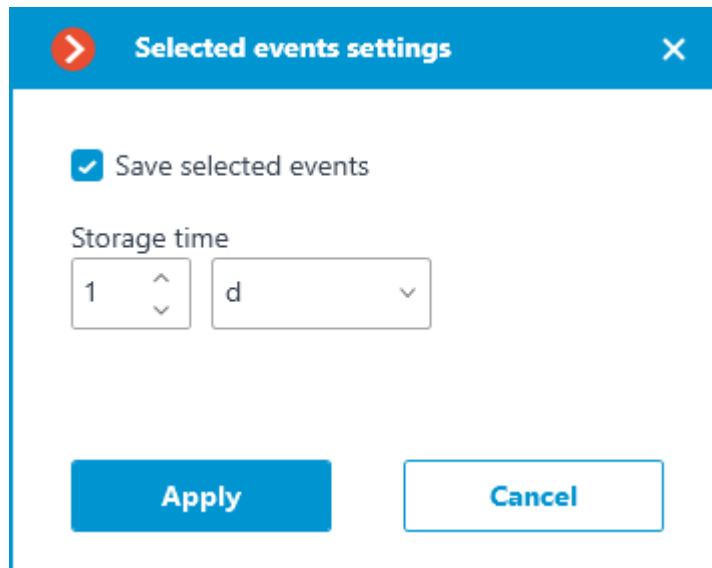 Selected events settings
Save selected events
Storage time
1 d
Apply Cancel